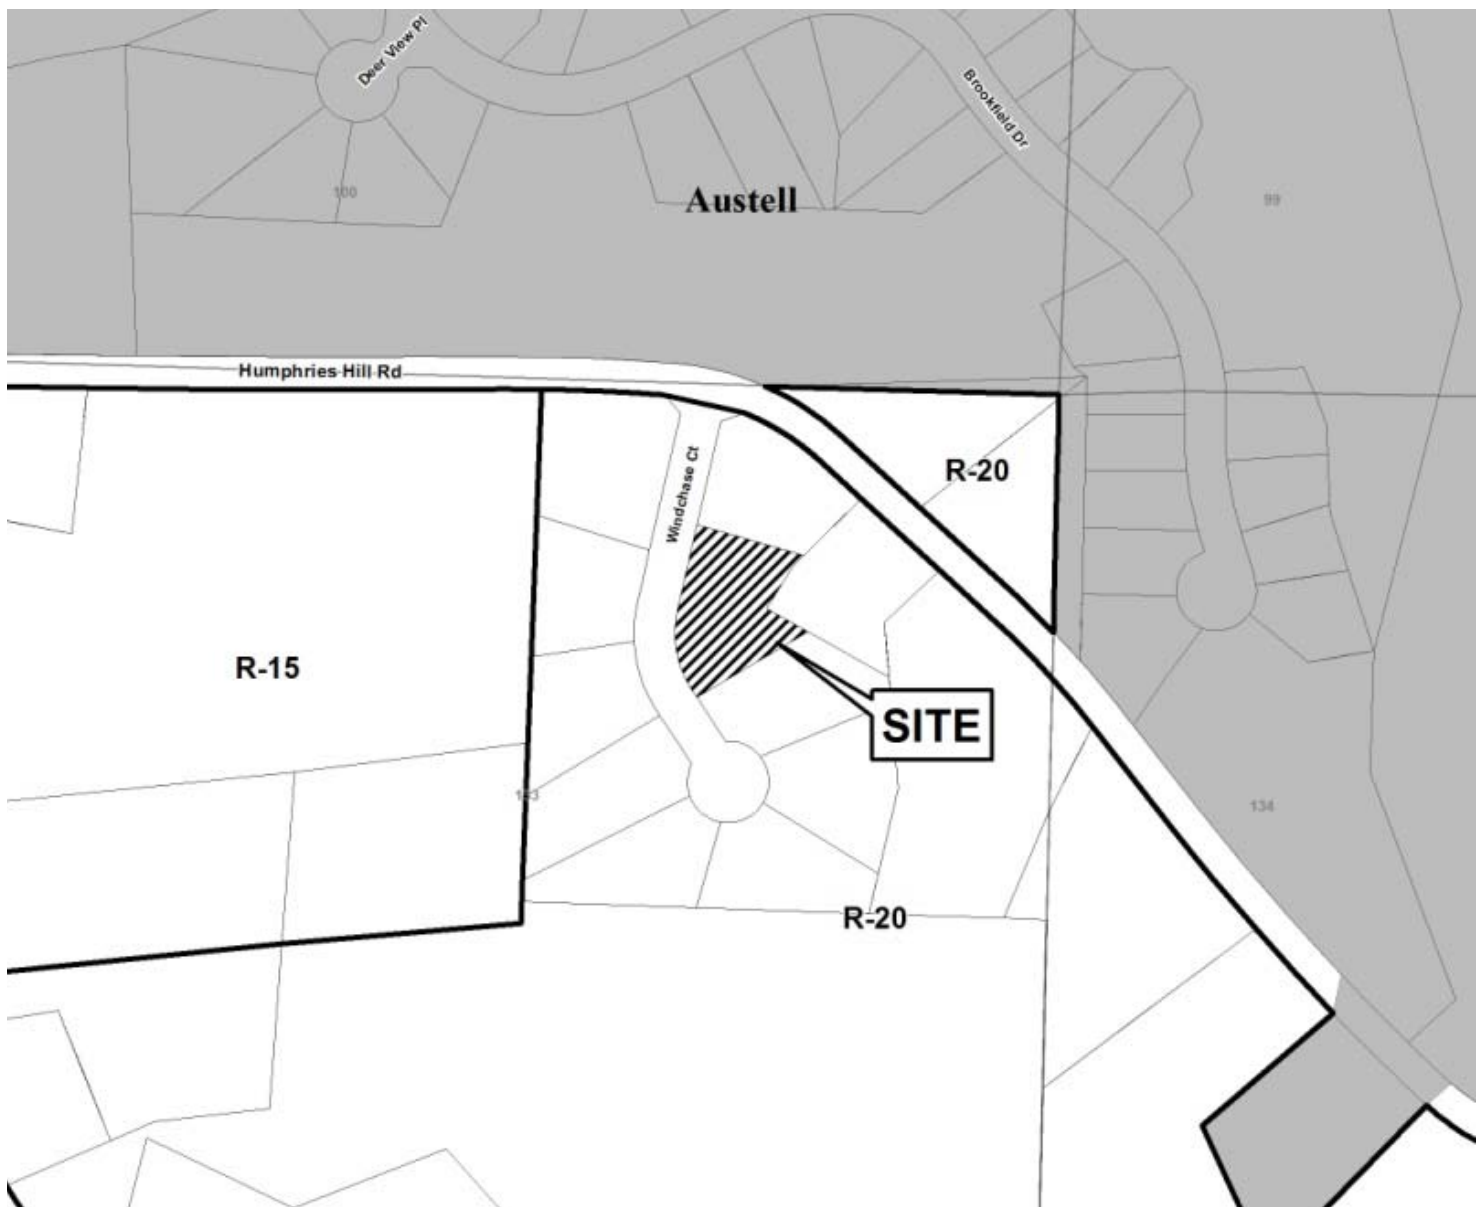 Deer View Pl
Brookfield Dr
100
Austell
99
Humphries Hill Rd
R-20
Windchase Ct
R-15
SITE
134
R-20